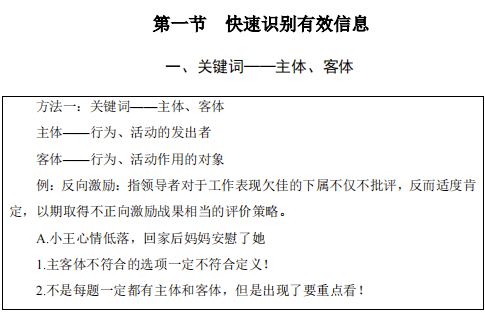 第一节　快速识别有效信息
一、关键词——主体、客体
方法一：关键词——主体、客体
主体——行为、活动的发出者
客体——行为、活动作用的对象
例：反向激励：指领导者对于工作表现欠佳的下属不仅不批评，反而适度肯
定，以期取得不正向激励战果相当的评价策略。
A.小王心情低落，回家后妈妈安慰了她
1.主客体不符合的选项一定不符合定义！
2.不是每题一定都有主体和客体，但是出现了要重点看！